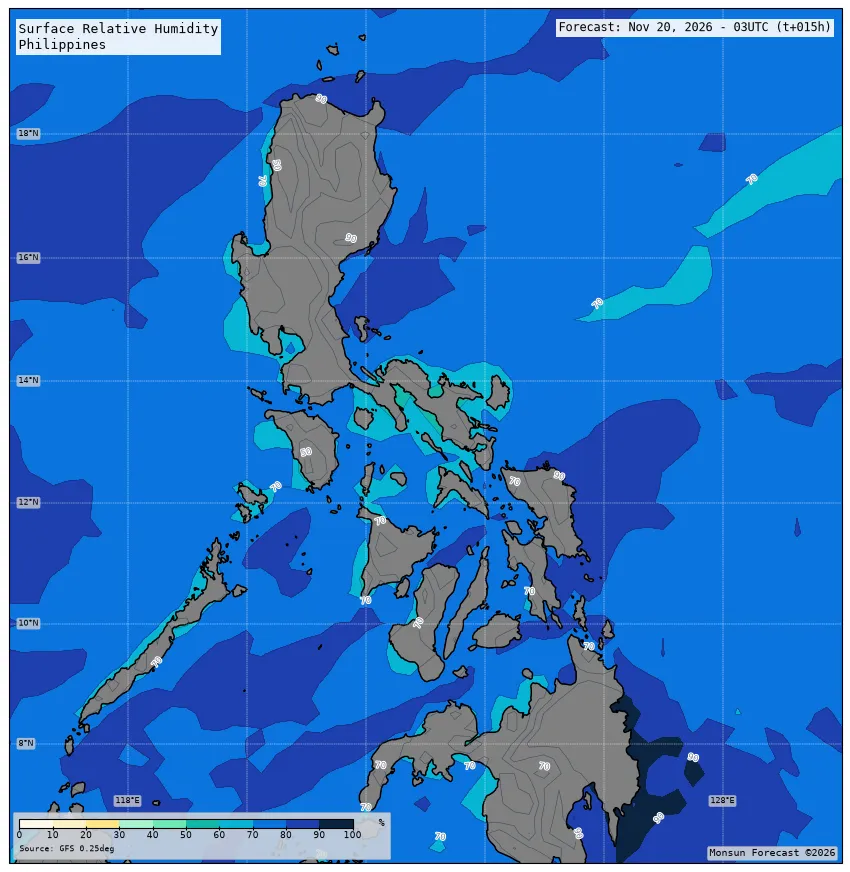 Surface Relative Humidity
Philippines
Forecast: Nov 20, 2026 - 03UTC (t+015h)
90
18°N
50
70
70
90
16°N
70
14°N
50
70
90
70
12°N
70
70
70
10°N
70
70
70
8°N
90
70
70
70
118°E
128°E
70
90
90
70
%
0 10 20 30 40 50 60 70 80 90 100
Source: GFS 0.25deg
70
Monsun Forecast ©2026